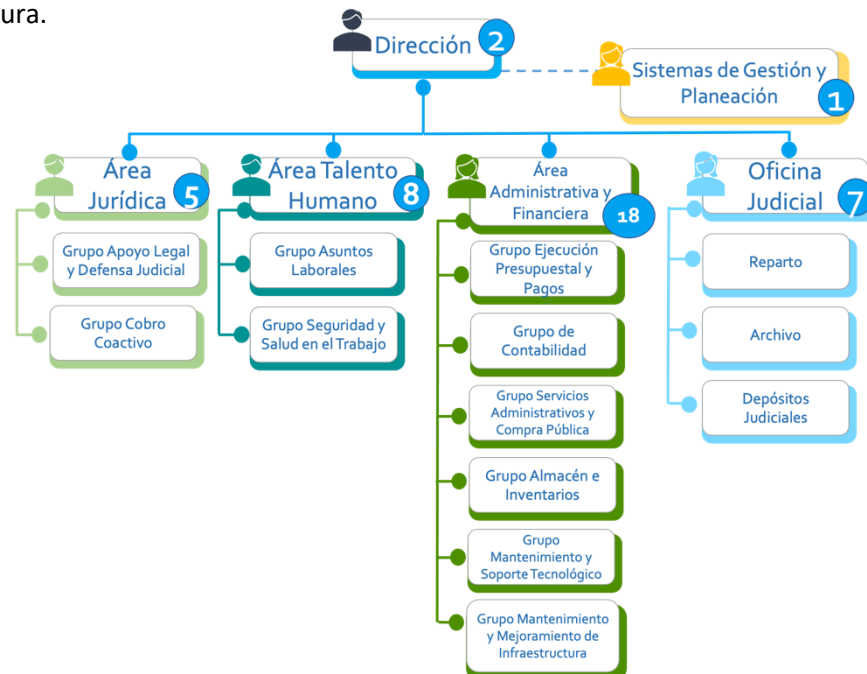 ura.
Dirección 2
Sistemas de Gestión y
Planeación 1
Área
Jurídica 5
Grupo Apoyo Legal
y Defensa Judicial
Grupo Cobro
Coactivo
Área Talento
Humano 8
Grupo Asuntos
Laborales
Grupo Seguridad y
Salud en el Trabajo
Área
Administrativa y
Financiera 18
Grupo Ejecución
Presupuestal y
Pagos
Grupo de
Contabilidad
Grupo Servicios
Administrativos y
Compra Pública
Grupo Almacén e
Inventarios
Grupo
Mantenimiento y
Soporte Tecnológico
Grupo Mantenimiento
y Mejoramiento de
Infraestructura
Oficina
Judicial 7
Reparto
Archivo
Depósitos
Judiciales